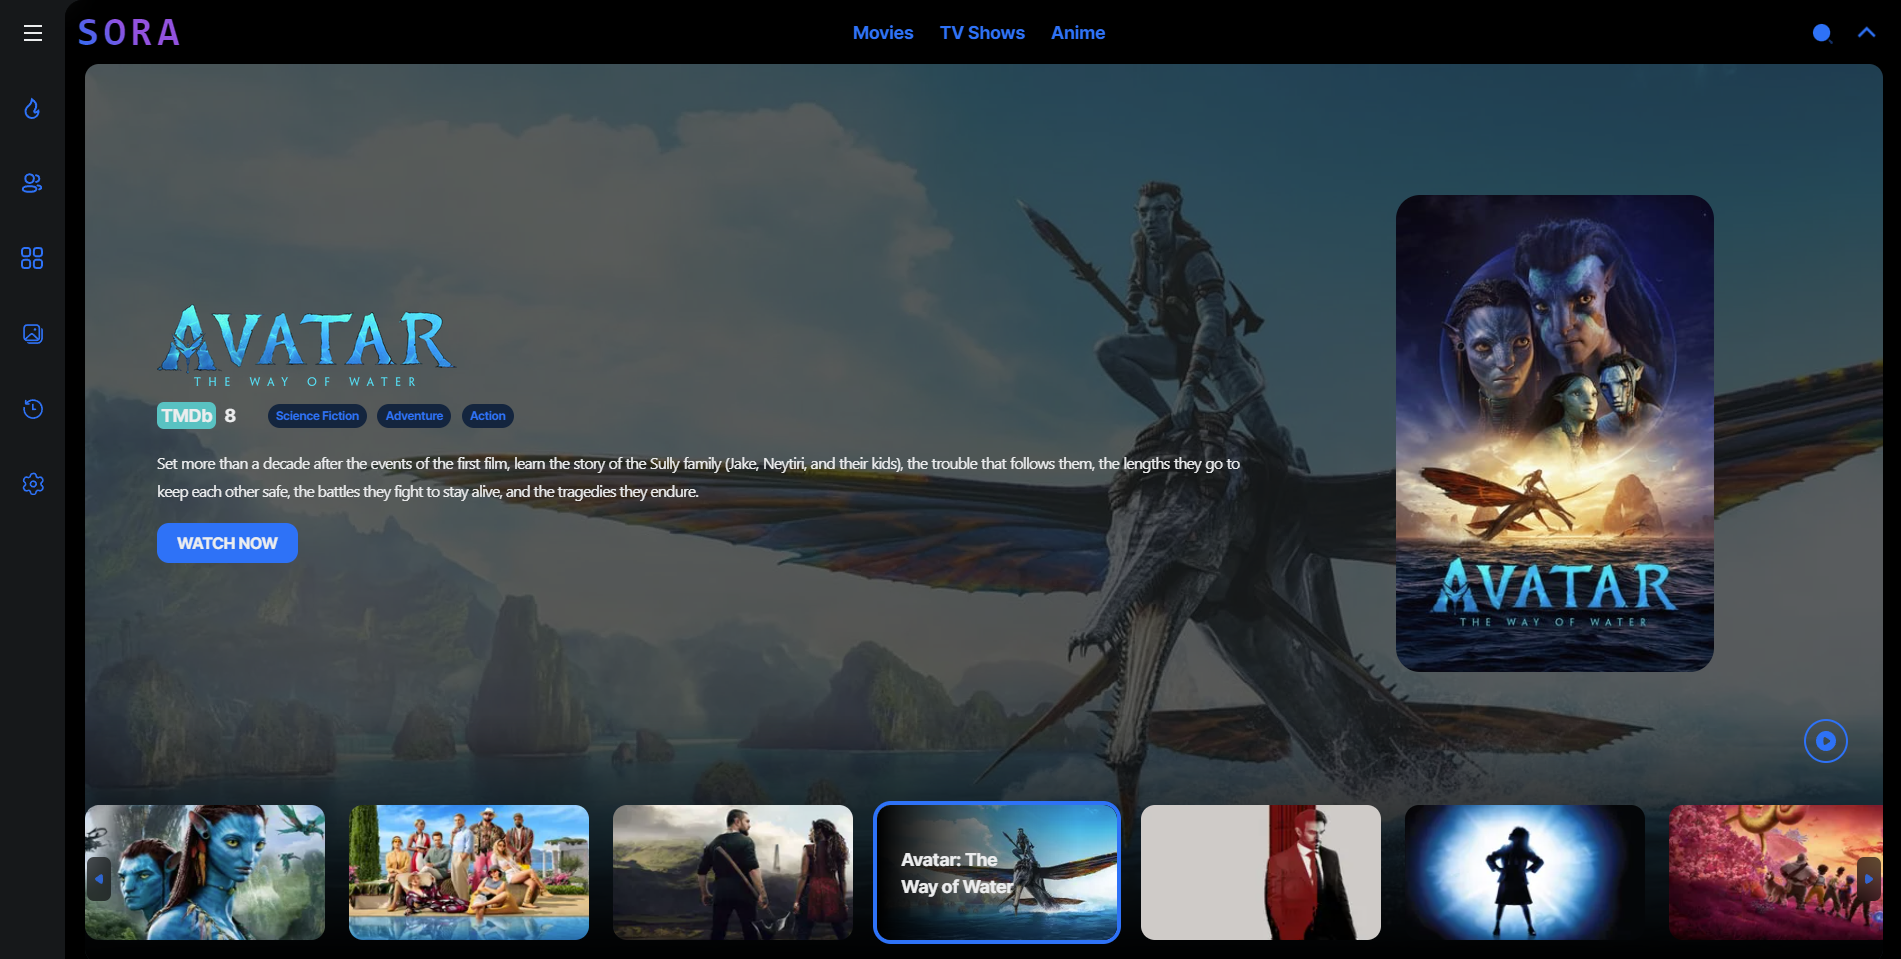 SORA
Movies
TV Shows
Anime
AVATAR
THE WAY OF WATER
TMDb 8
Science Fiction
Adventure
Action
Set more than a decade after the events of the first film, learn the story of the Sully family (Jake, Neytiri, and their kids), the trouble that follows them, the lengths they go to
keep each other safe, the battles they fight to stay alive, and the tragedies they endure.
WATCH NOW
AVATAR
THE WAY OF WATER
Avatar: The
Way of Water